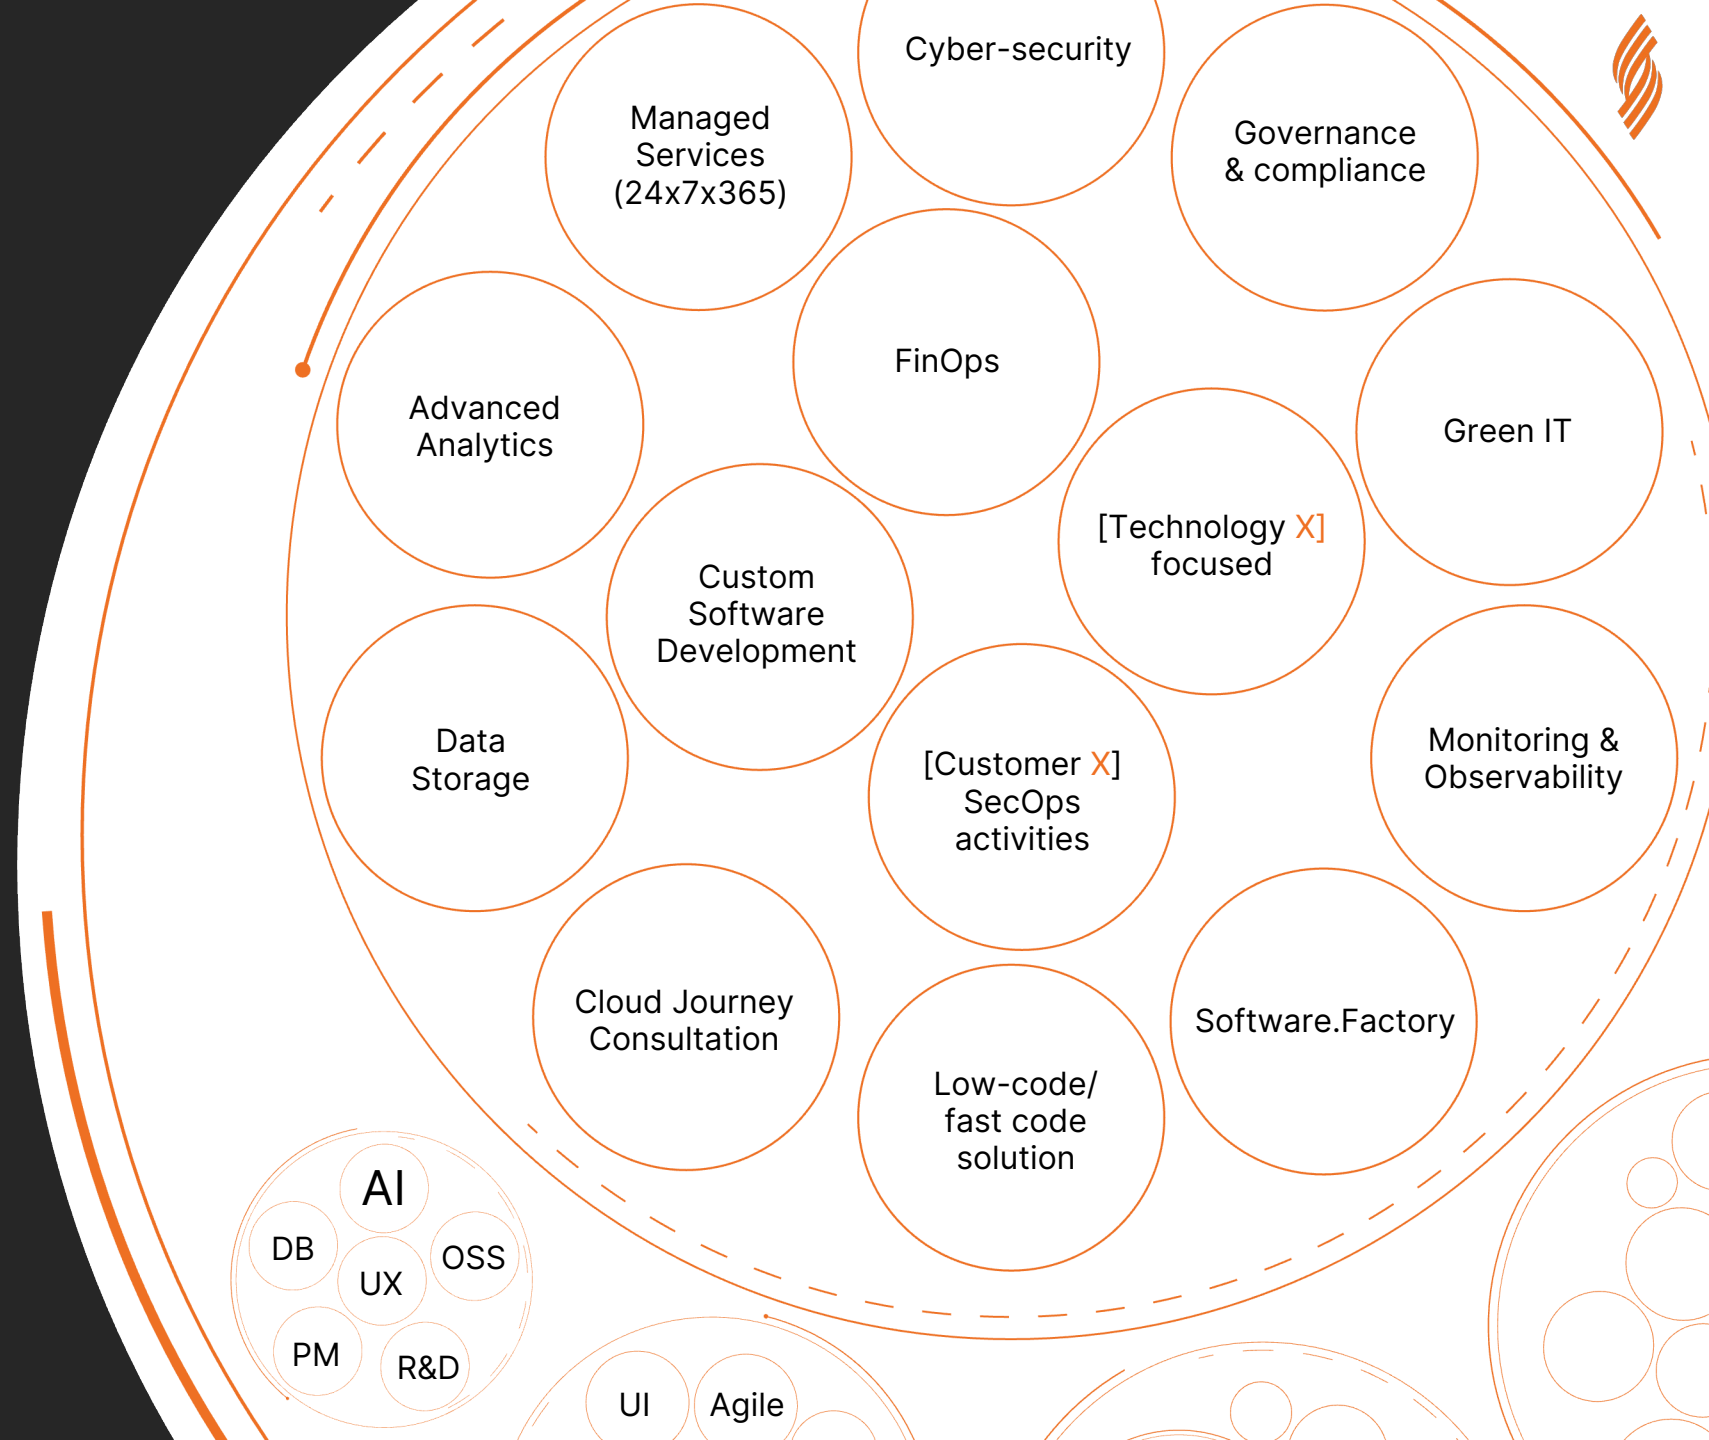 Cyber-security
Managed
Services
(24x7x365)
Governance
& compliance
FinOps
Advanced
Analytics
Green IT
[Technology X]
focused
Custom
Software
Development
Data
Storage
[Customer X]
SecOps
activities
Monitoring &
Observability
Cloud Journey
Consultation
Software.Factory
Low-code/
fast code
solution
AI
DB
OSS
UX
PM
R&D
UI
Agile